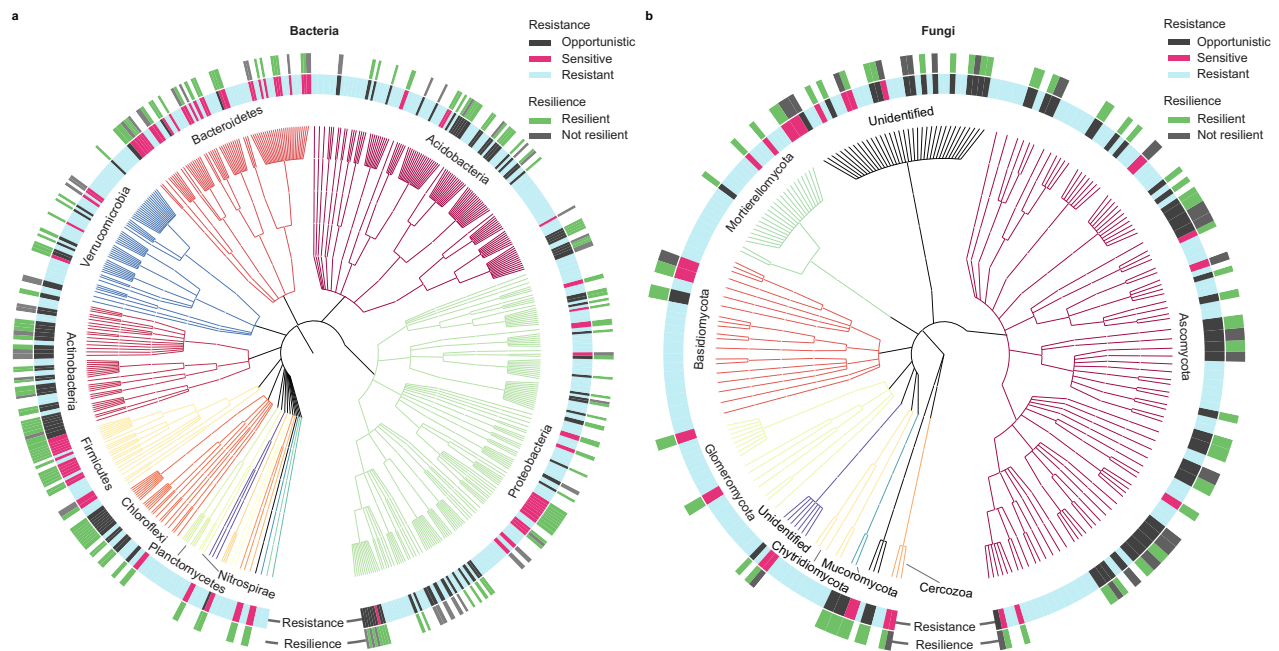 a
Bacteria
Resistance
Opportunistic
Sensitive
Resistant
Resilience
Resilient
Not resilient
Bacteroidetes
Acidobacteria
Verrucomicrobia
Actinobacteria
Firmicutes
Chloroflexi
Planctomycetes
Nitrospirae
Proteobacteria
Resistance
Resilience
b
Fungi
Resistance
Opportunistic
Sensitive
Resistant
Resilience
Resilient
Not resilient
Unidentified
Mortierellomycota
Basidiomycota
Ascomycota
Glomeromycota
Unidentified
Chytridiomycota
Mucoromycota
Cercozoa
Resistance
Resilience